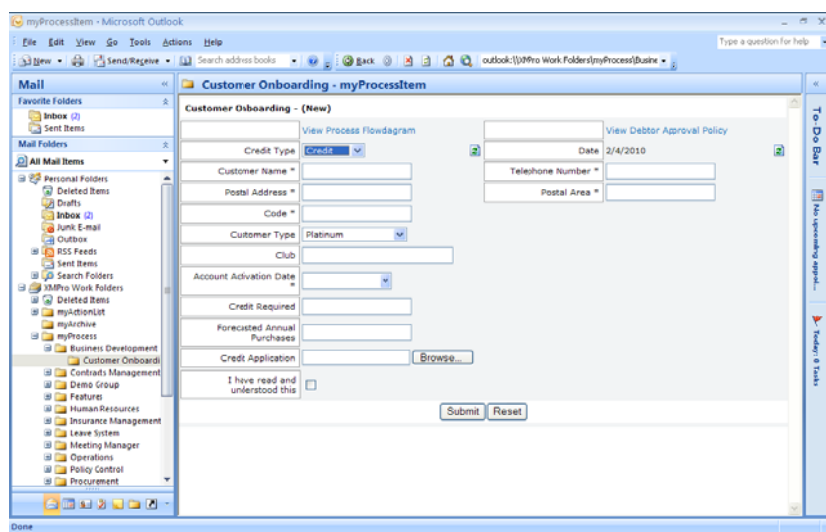 myProcessItem - Microsoft Outlook
File Edit View Go Tools Actions Help
Type a question for help
New Send/Receive Search address books Back outlook:\\XMPro Work Folders\myProcess\Busine
Mail
Customer Onboarding - myProcessItem
Favorite Folders
Inbox (2)
Sent Items
Mail Folders
All Mail Items
Personal Folders
Deleted Items
Drafts
Inbox (2)
Junk E-mail
Outbox
RSS Feeds
Sent Items
Search Folders
XMPro Work Folders
Deleted Items
myActionList
myArchive
myProcess
Business Development
Customer Onboardi
Contracts Management
Demo Group
Features
Human Resources
Insurance Management
Leave System
Meeting Manager
Operations
Policy Control
Procurement
Customer Onboarding - (New)
View Process Flowdagram
View Debtor Approval Policy
Credit Type Credit
Date 2/4/2010
Customer Name *
Telephone Number *
Postal Address *
Postal Area *
Code *
Customer Type Platinum
Club
Account Activation Date *
Credit Required
Forecasted Annual
Purchases
Credit Application Browse...
I have read and
understood this
Submit Reset
To-Do Bar
No upcoming appoi...
Today: 0 Tasks
Done